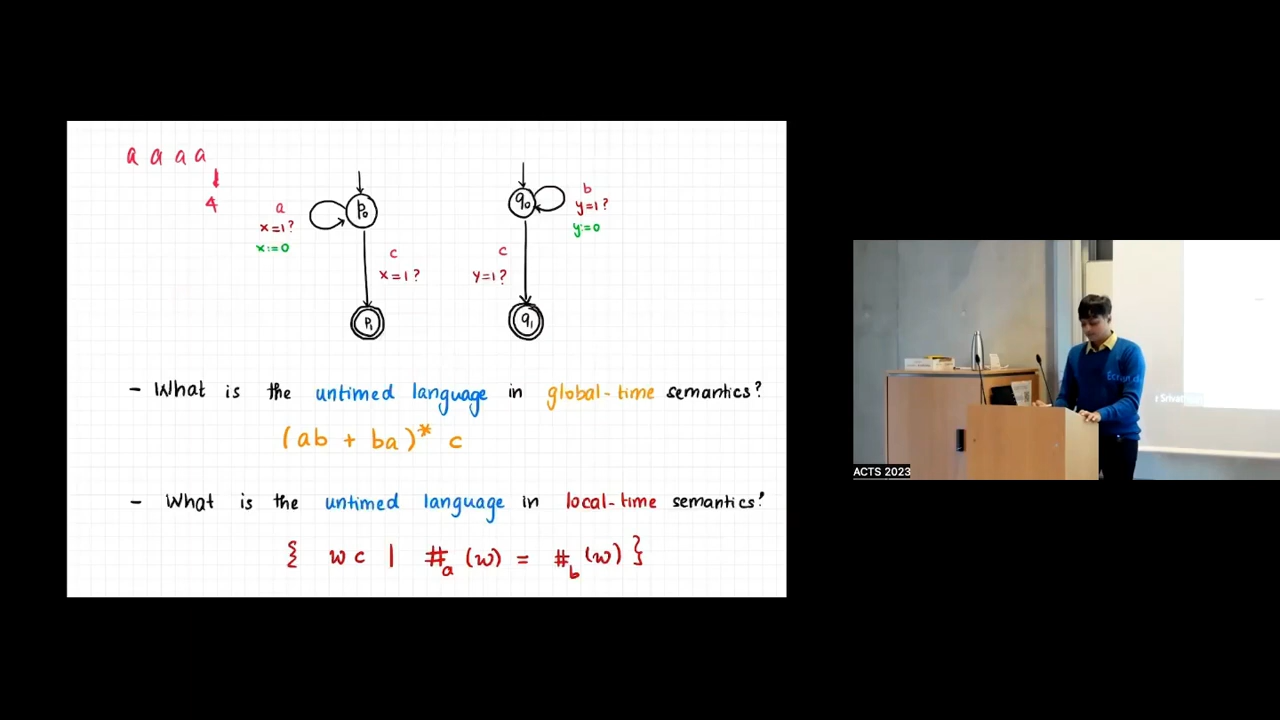 a a a a
4
a
x=1?
x:=0
p0
q0
b
y=1?
y:=0
c
x=1?
c
y=1?
p1
q1
- What is the untimed language in global-time semantics?
(ab + ba)* c
- What is the untimed language in local-time semantics?
{ w c | #a (w) = #b (w) }
ACTS 2023